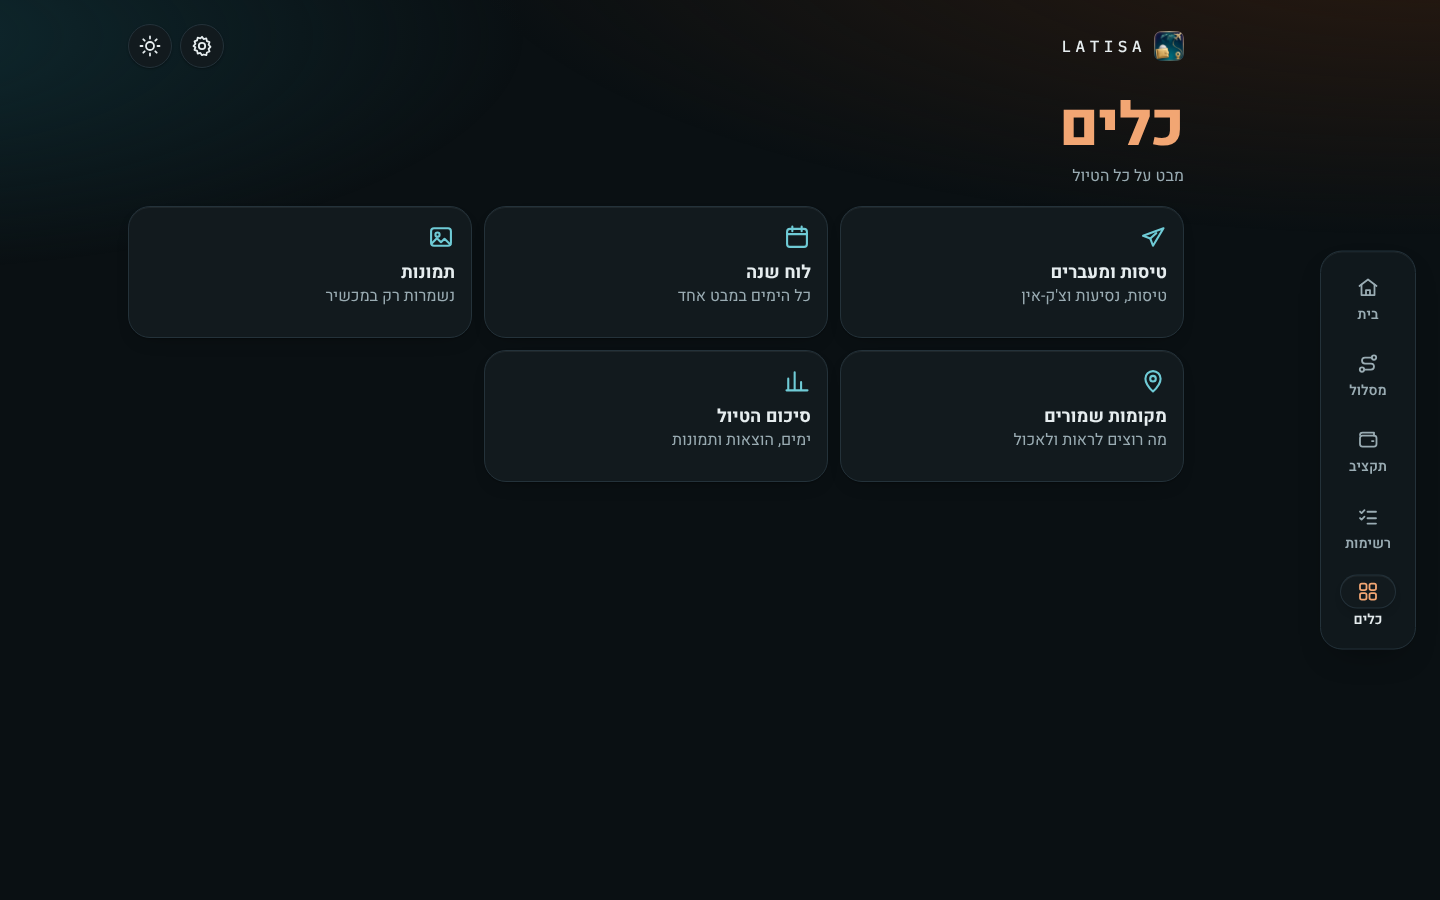 LATISA
כלים
מבט על כל הטיול
טיסות ומעברים
טיסות, נסיעות וצ'ק-אין
לוח שנה
כל הימים במבט אחד
תמונות
נשמרות רק במכשיר
מקומות שמורים
מה רוצים לראות ולאכול
סיכום הטיול
ימים, הוצאות ותמונות
בית
מסלול
תקציב
רשימות
כלים